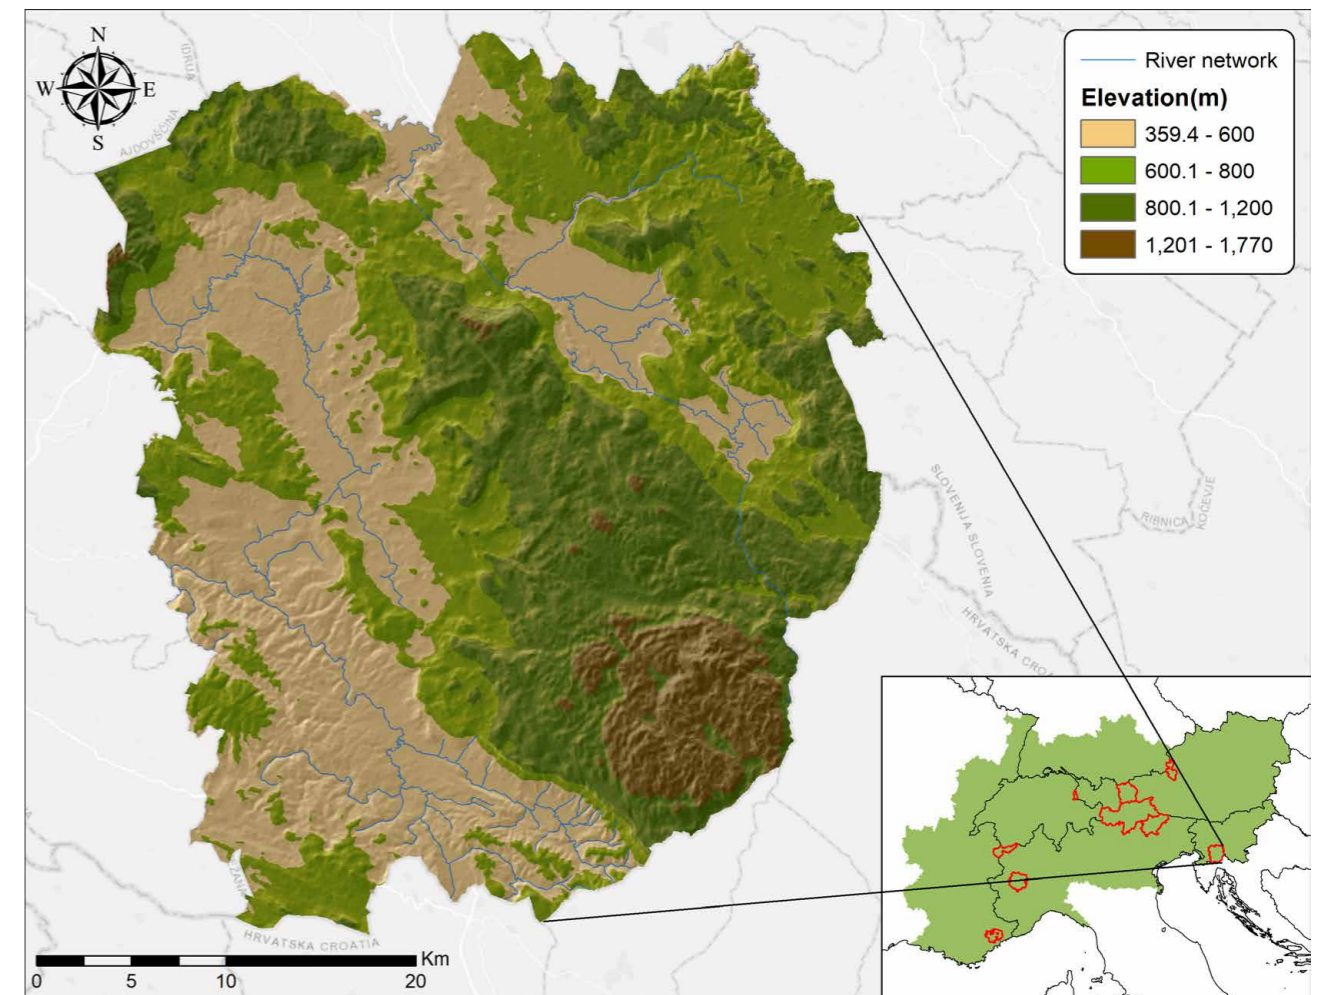 N
W E
S
IDRIJA
AJDOVŠČINA
River network
Elevation(m)
359.4 - 600
600.1 - 800
800.1 - 1,200
1,201 - 1,770
SLOVENIJA SLOVENIA
RIBNICA
KOČEVJE
HRVATSKA CROA
HRVATSKA CROATIA
Km
0 5 10 20